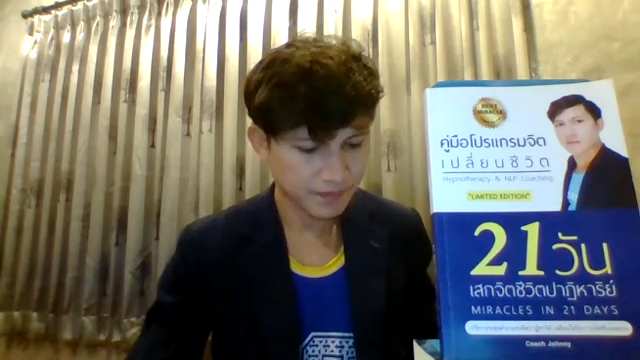 BEST
MIRACLE
คู่มือโปรแกรมจิต
เปลี่ยนชีวิต
Hypnotherapy & NLP Coaching
"LIMITED EDITION"
21 วัน
เสกจิตชีวิตปาฏิหาริย์
MIRACLES IN 21 DAYS
Coach Johnny